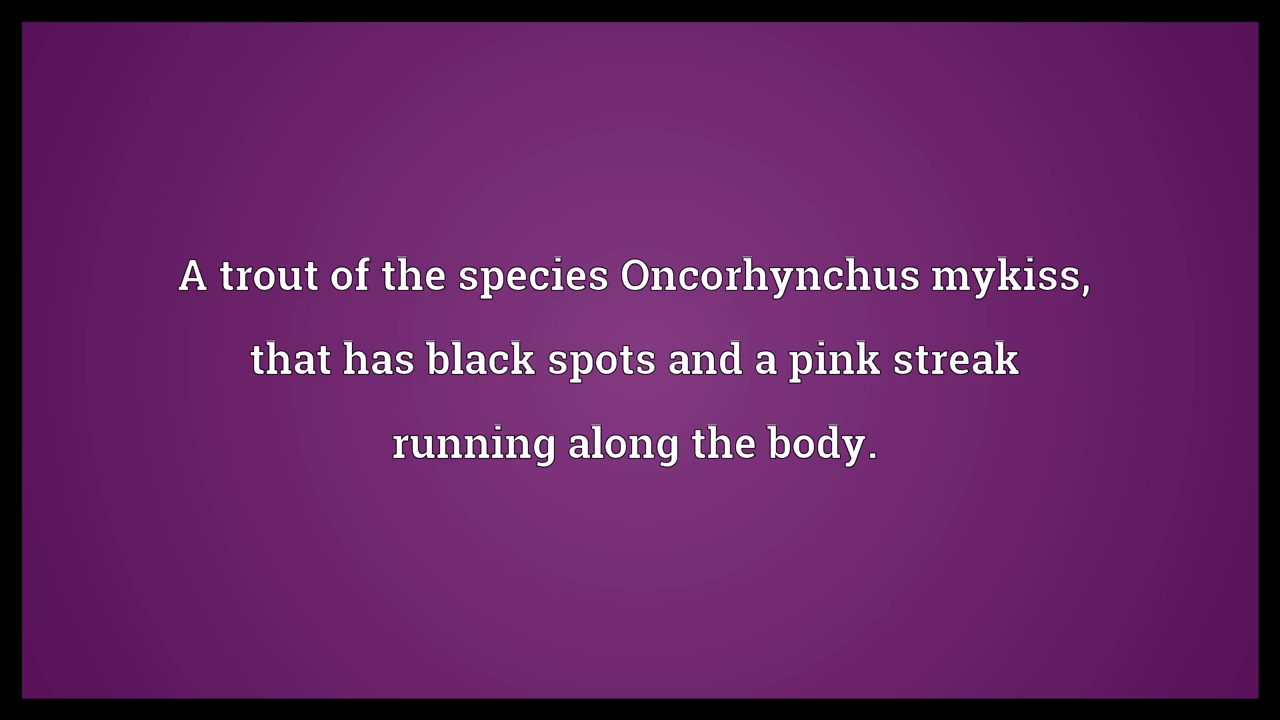 A trout of the species Oncorhynchus mykiss,
that has black spots and a pink streak
running along the body.